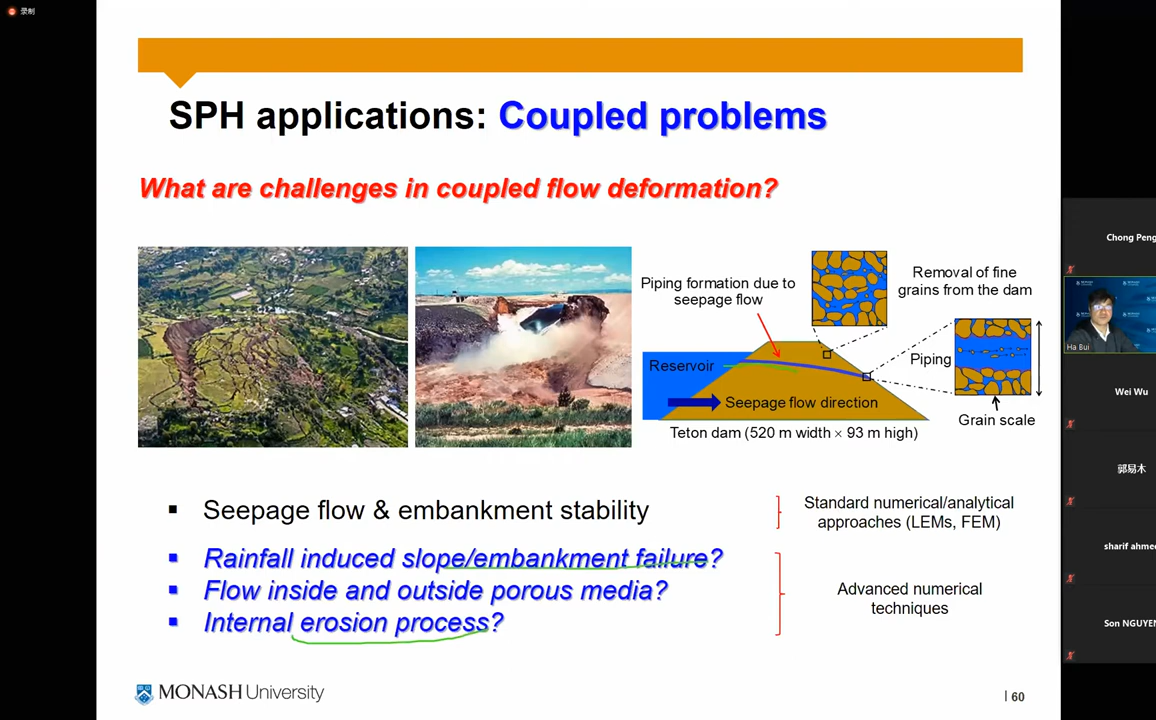 录制
SPH applications: Coupled problems
What are challenges in coupled flow deformation?
Piping formation due to
seepage flow
Removal of fine
grains from the dam
Reservoir
Piping
Seepage flow direction
Grain scale
Teton dam (520 m width × 93 m high)
▪ Seepage flow & embankment stability
Standard numerical/analytical
approaches (LEMs, FEM)
▪ Rainfall induced slope/embankment failure?
▪ Flow inside and outside porous media?
▪ Internal erosion process?
Advanced numerical
techniques
MONASH University
| 60
Chong Peng
Ha Bui
Wei Wu
郭易木
sharif ahme
Son NGUYEN